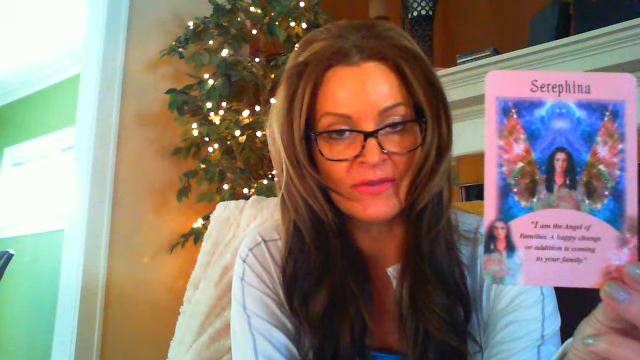 Serephina
"I am the Angel of
Families. A happy change
or addition is coming
to your family."